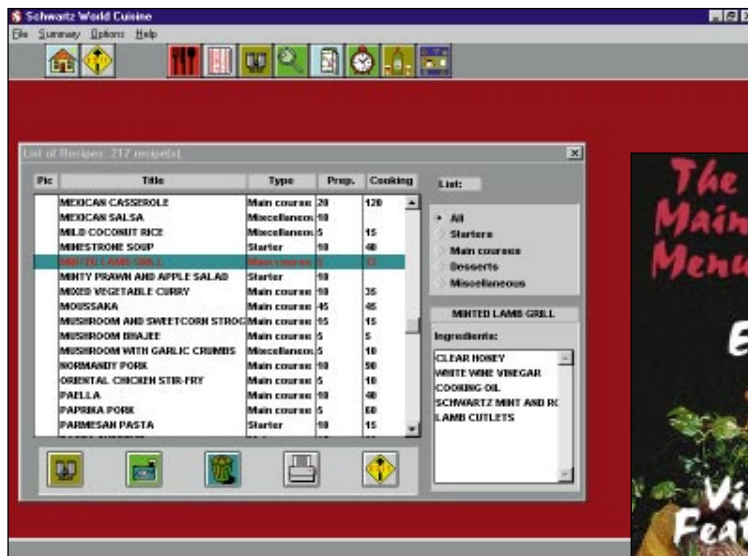 Schwartz World Cuisine
File Summary Options Help
List of Recipes: 217 recipe(s)
Pic Title Type Prep. Cooking
MEXICAN CASSEROLE Main course 20 120
MEXICAN SALSA Miscellaneous 10
MILD COCONUT RICE Miscellaneous 5 15
MINESTRONE SOUP Starter 10 40
MINTED LAMB GRILL Main course 5 12
MINTY PRAWN AND APPLE SALAD Starter 10
MIXED VEGETABLE CURRY Main course 10 35
MOUSSAKA Main course 45 45
MUSHROOM AND SWEETCORN STROG Main course 15 15
MUSHROOM BHAJEE Main course 5 5
MUSHROOM WITH GARLIC CRUMBS Miscellaneous 5 10
NORMANDY PORK Main course 10 50
ORIENTAL CHICKEN STIR-FRY Main course 5 10
PAELLA Main course 10 40
PAPRIKA PORK Main course 5 60
PARMESAN PASTA Starter 10 15
List:
All
Starters
Main courses
Desserts
Miscellaneous
MINTED LAMB GRILL
Ingredients:
CLEAR HONEY
WHITE WINE VINEGAR
COOKING OIL
SCHWARTZ MINT AND RO
LAMB CUTLETS
EXIT
The
Main
Menu
E
Vi
Feat